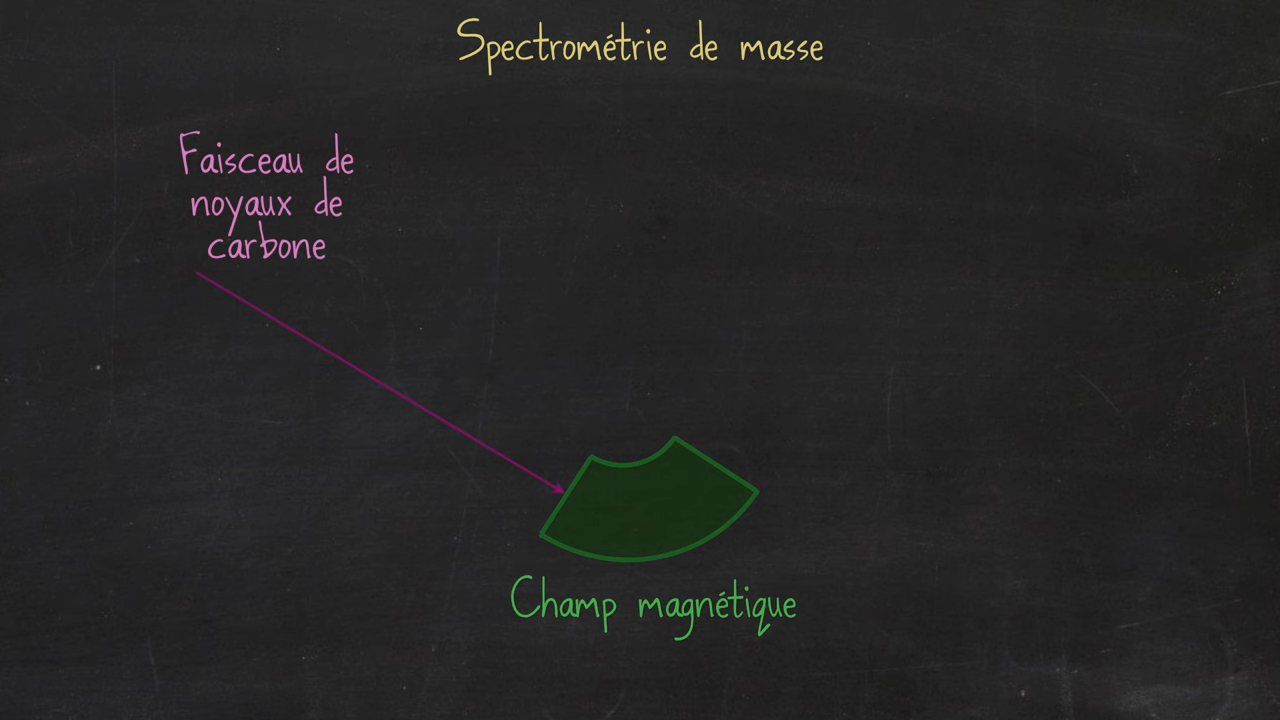 Spectrométrie de masse
Faisceau de
noyaux de
carbone
Champ magnétique